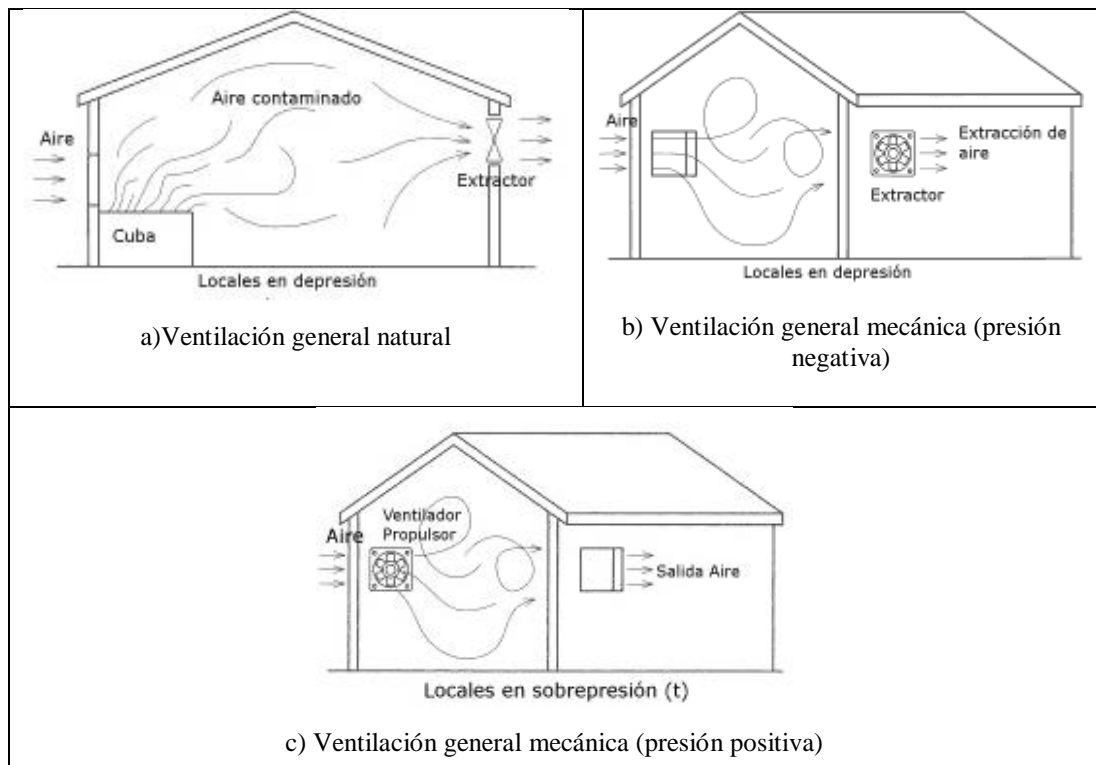 Aire contaminado
Aire
Extractor
Cuba
Locales en depresión
a)Ventilación general natural
Aire
Extracción de
aire
Extractor
Locales en depresión
b) Ventilación general mecánica (presión
negativa)
Ventilador
Propulsor
Aire
Salida Aire
Locales en sobrepresión (t)
c) Ventilación general mecánica (presión positiva)